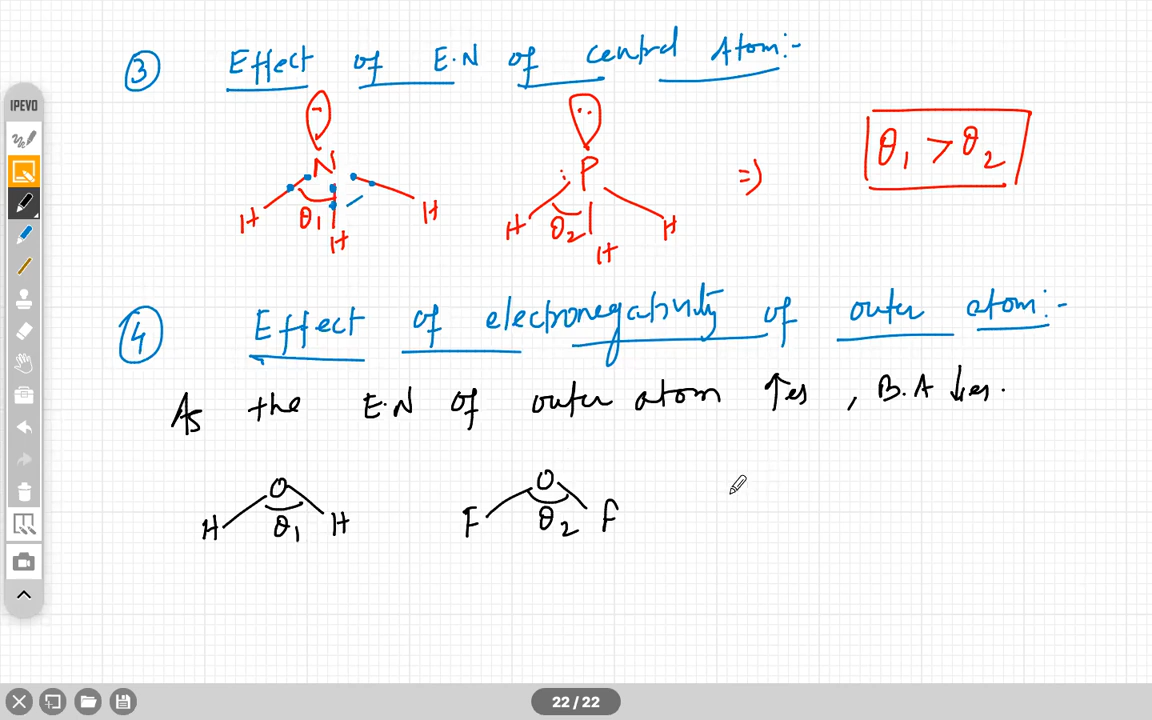 ③ Effect of E.N of central Atom:-
IPEVO
N P ⇒ θ₁ > θ₂
H θ₁ H H H θ₂ H H
④ Effect of electronegativity of outer atom:-
As the E.N of outer atom ↑es, B.A ↓es.
O O
H θ₁ H F θ₂ F
22 / 22